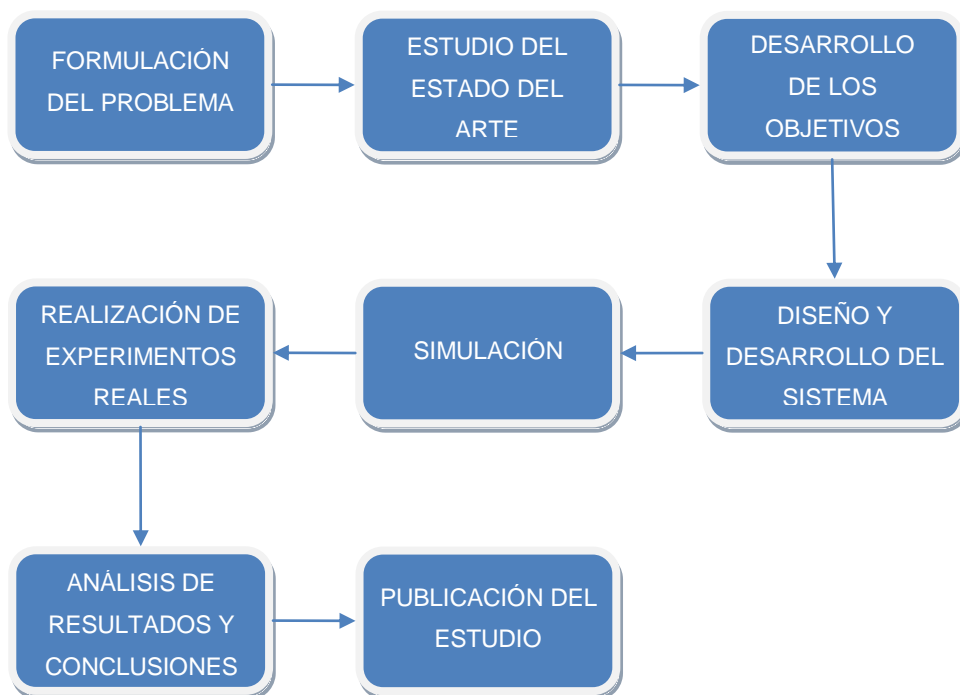 FORMULACIÓN
DEL PROBLEMA
ESTUDIO DEL
ESTADO DEL
ARTE
DESARROLLO
DE LOS
OBJETIVOS
DISEÑO Y
DESARROLLO DEL
SISTEMA
SIMULACIÓN
REALIZACIÓN DE
EXPERIMENTOS
REALES
ANÁLISIS DE
RESULTADOS Y
CONCLUSIONES
PUBLICACIÓN DEL
ESTUDIO